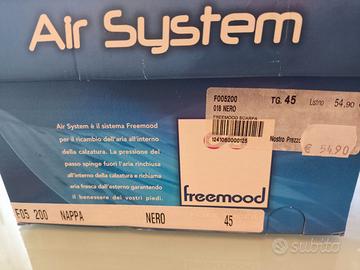 Air System
F005200
018 NERO
TG. 45
Listino 54,90
FREEMOOD SCARPA
1241060000125
Nostro Prezzo
€ 54,90
Air System è il sistema Freemood
per il ricambio dell'aria all'interno
della calzatura. La pressione del
passo spinge fuori l'aria rinchiusa
all'interno della calzatura e richiama
aria fresca dall'esterno garantendo
il benessere dei vostri piedi.
freemood
F05 200 NAPPA NERO 45
subito